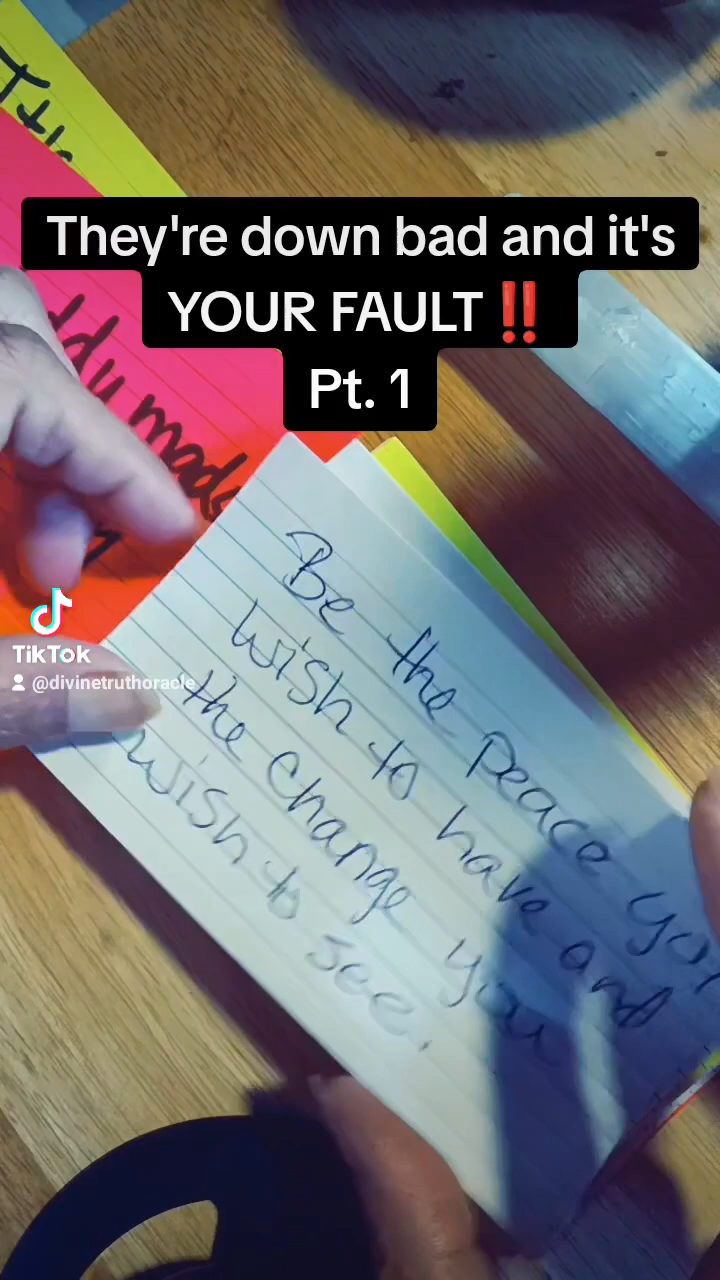 They're down bad and it's
YOUR FAULT‼️
Pt. 1
Be the peace you
wish to have and
the change you
wish to see.
TikTok
@divinetruthoracle